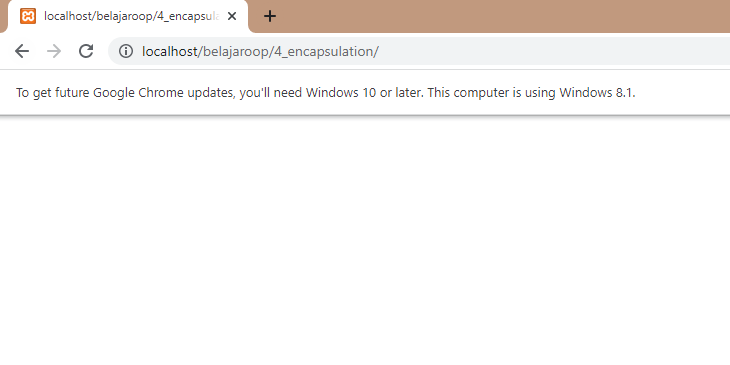 localhost/belajaroop/4_encapsula
localhost/belajaroop/4_encapsulation/
To get future Google Chrome updates, you'll need Windows 10 or later. This computer is using Windows 8.1.